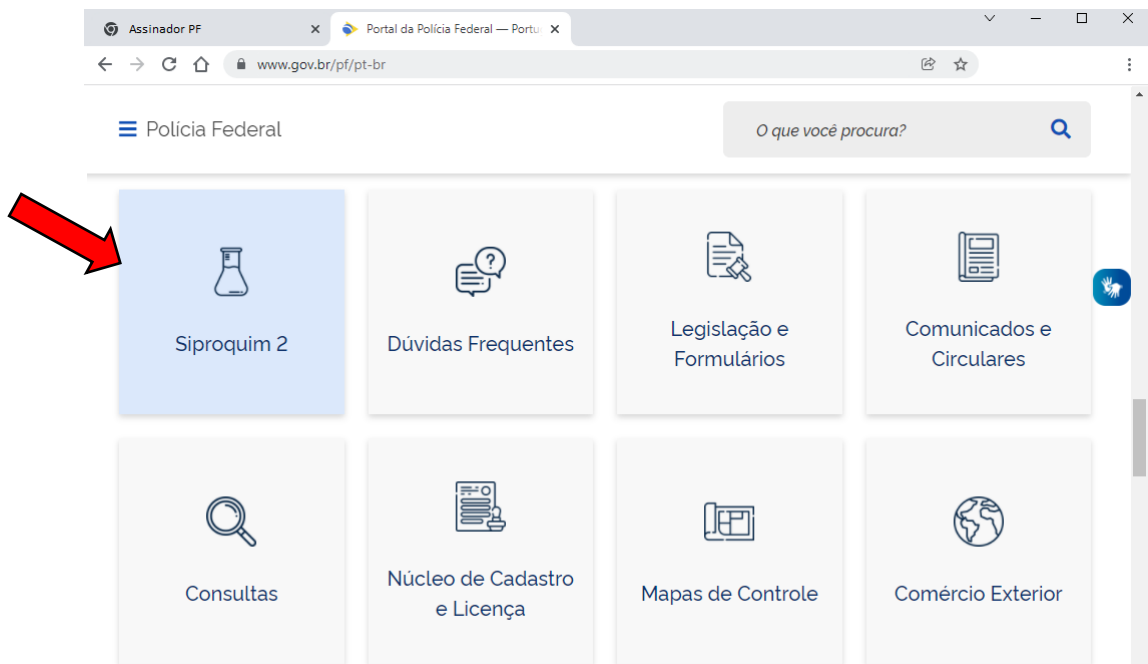 Assinador PF
Portal da Polícia Federal — Portu
www.gov.br/pf/pt-br
Polícia Federal
O que você procura?
Siproquim 2
Dúvidas Frequentes
Legislação e
Formulários
Comunicados e
Circulares
Consultas
Núcleo de Cadastro
e Licença
Mapas de Controle
Comércio Exterior